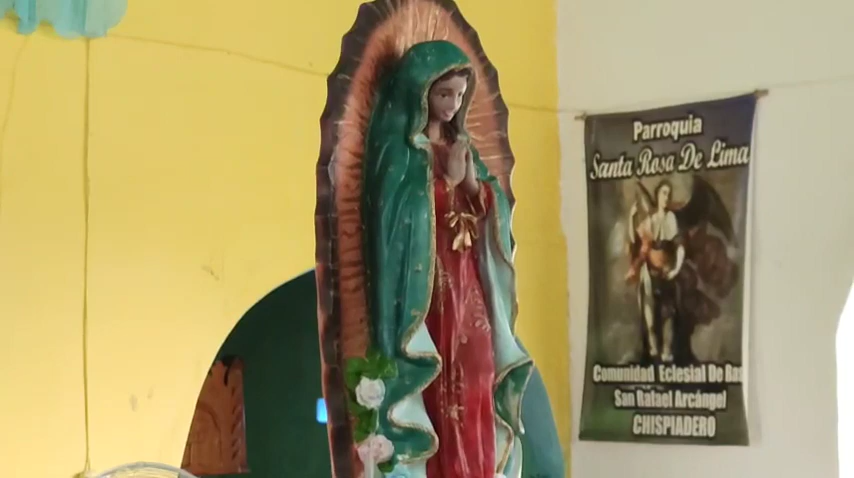 Parroquia
Santa Rosa De Lima
Comunidad Eclesial De Bas
San Rafael Arcángel
CHISPIADERO